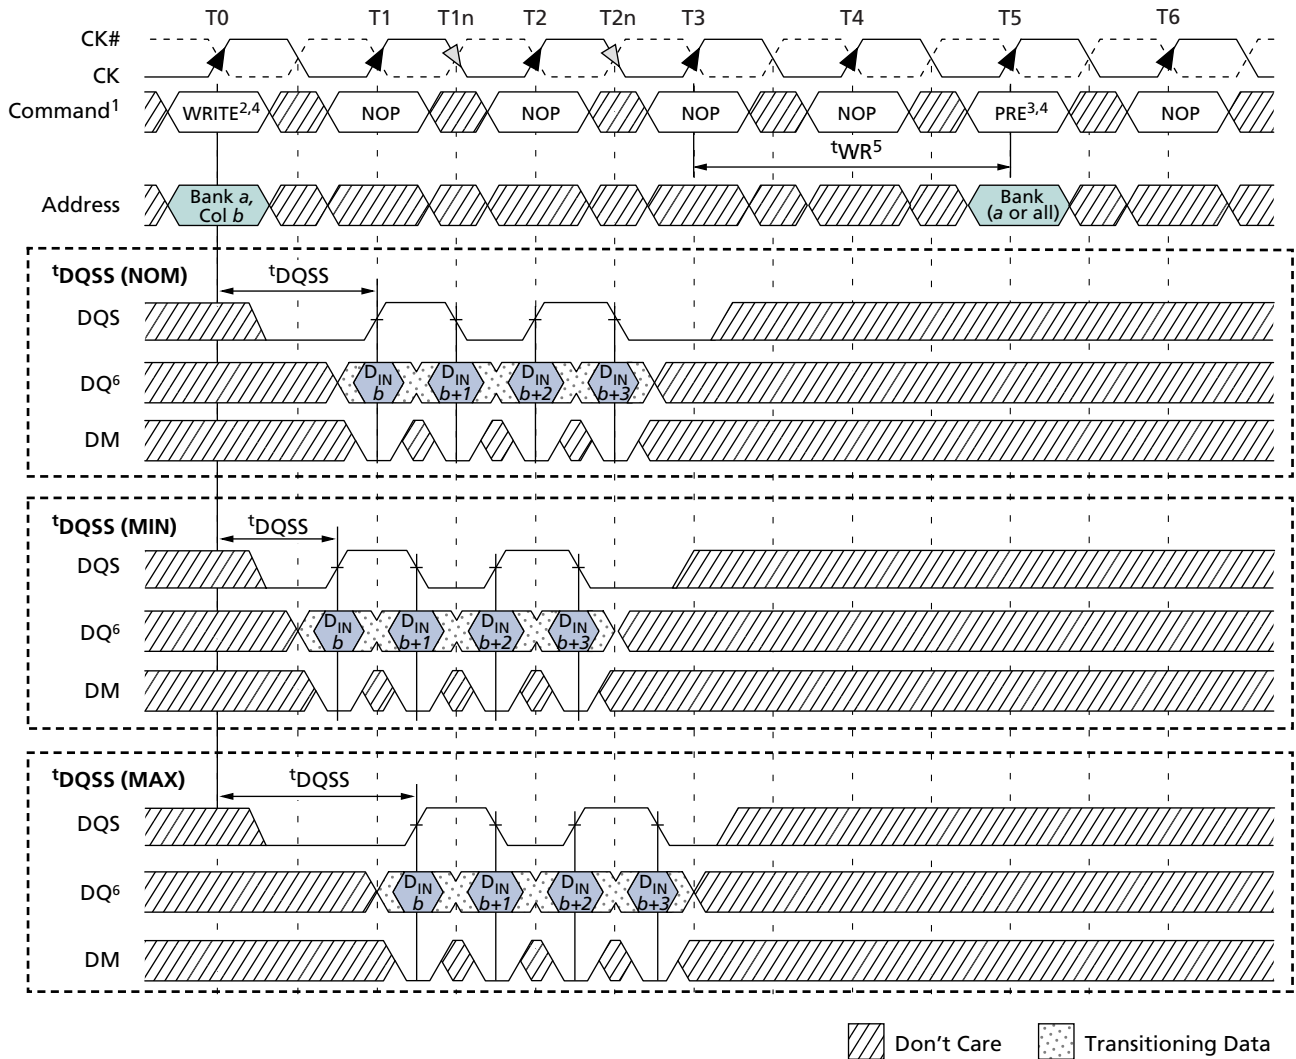 T0 T1 T1n T2 T2n T3 T4 T5 T6
CK#
CK
Command¹ WRITE²,⁴ NOP NOP NOP NOP PRE³,⁴ NOP
ᵗWR⁵
Address Bank a, Bank
Col b (a or all)
ᵗDQSS (NOM) ᵗDQSS
DQS
DQ⁶ DIN DIN DIN DIN
b b+1 b+2 b+3
DM
ᵗDQSS (MIN) ᵗDQSS
DQS
DQ⁶ DIN DIN DIN DIN
b b+1 b+2 b+3
DM
ᵗDQSS (MAX) ᵗDQSS
DQS
DQ⁶ DIN DIN DIN DIN
b b+1 b+2 b+3
DM
Don't Care Transitioning Data